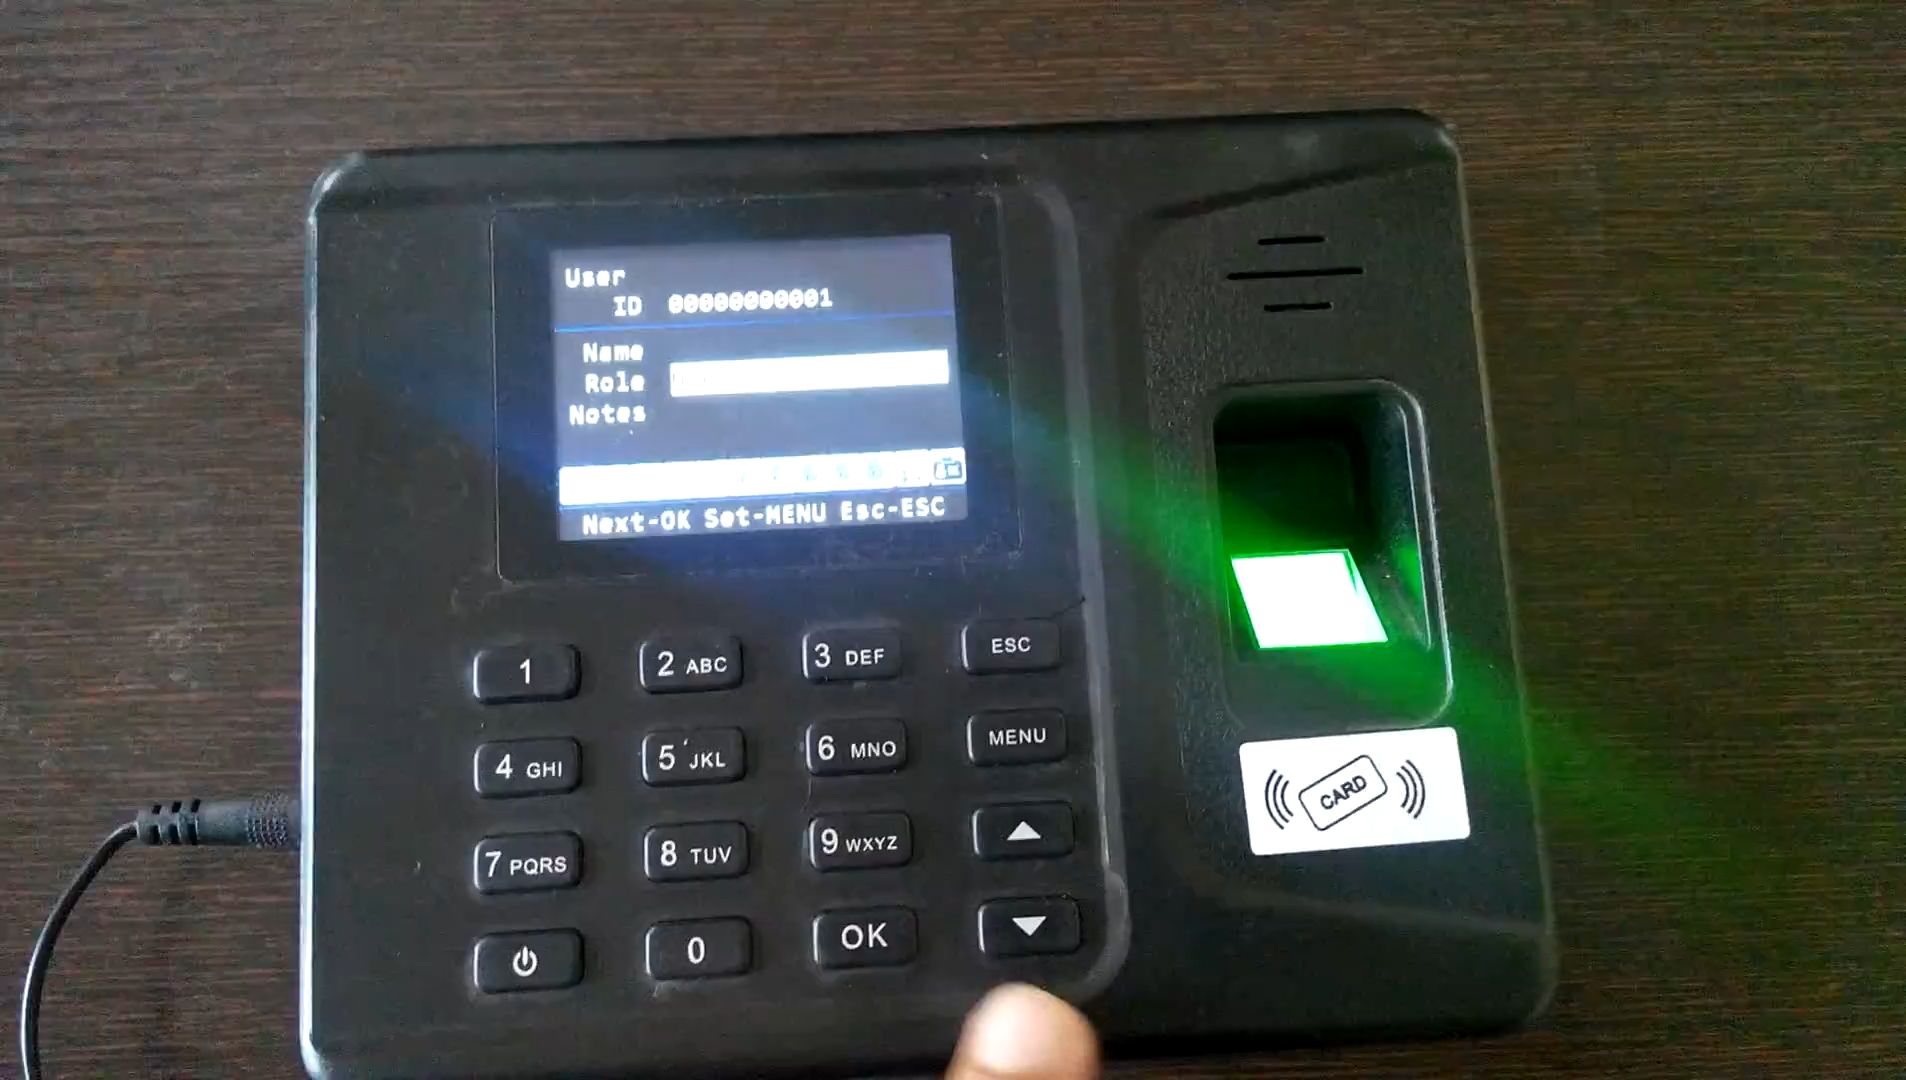 User
ID 00000000001
Name
Role
Notes
Next-OK Set-MENU Esc-ESC
1
2 ABC
3 DEF
ESC
4 GHI
5 JKL
6 MNO
MENU
7 PQRS
8 TUV
9 WXYZ
0
OK
CARD